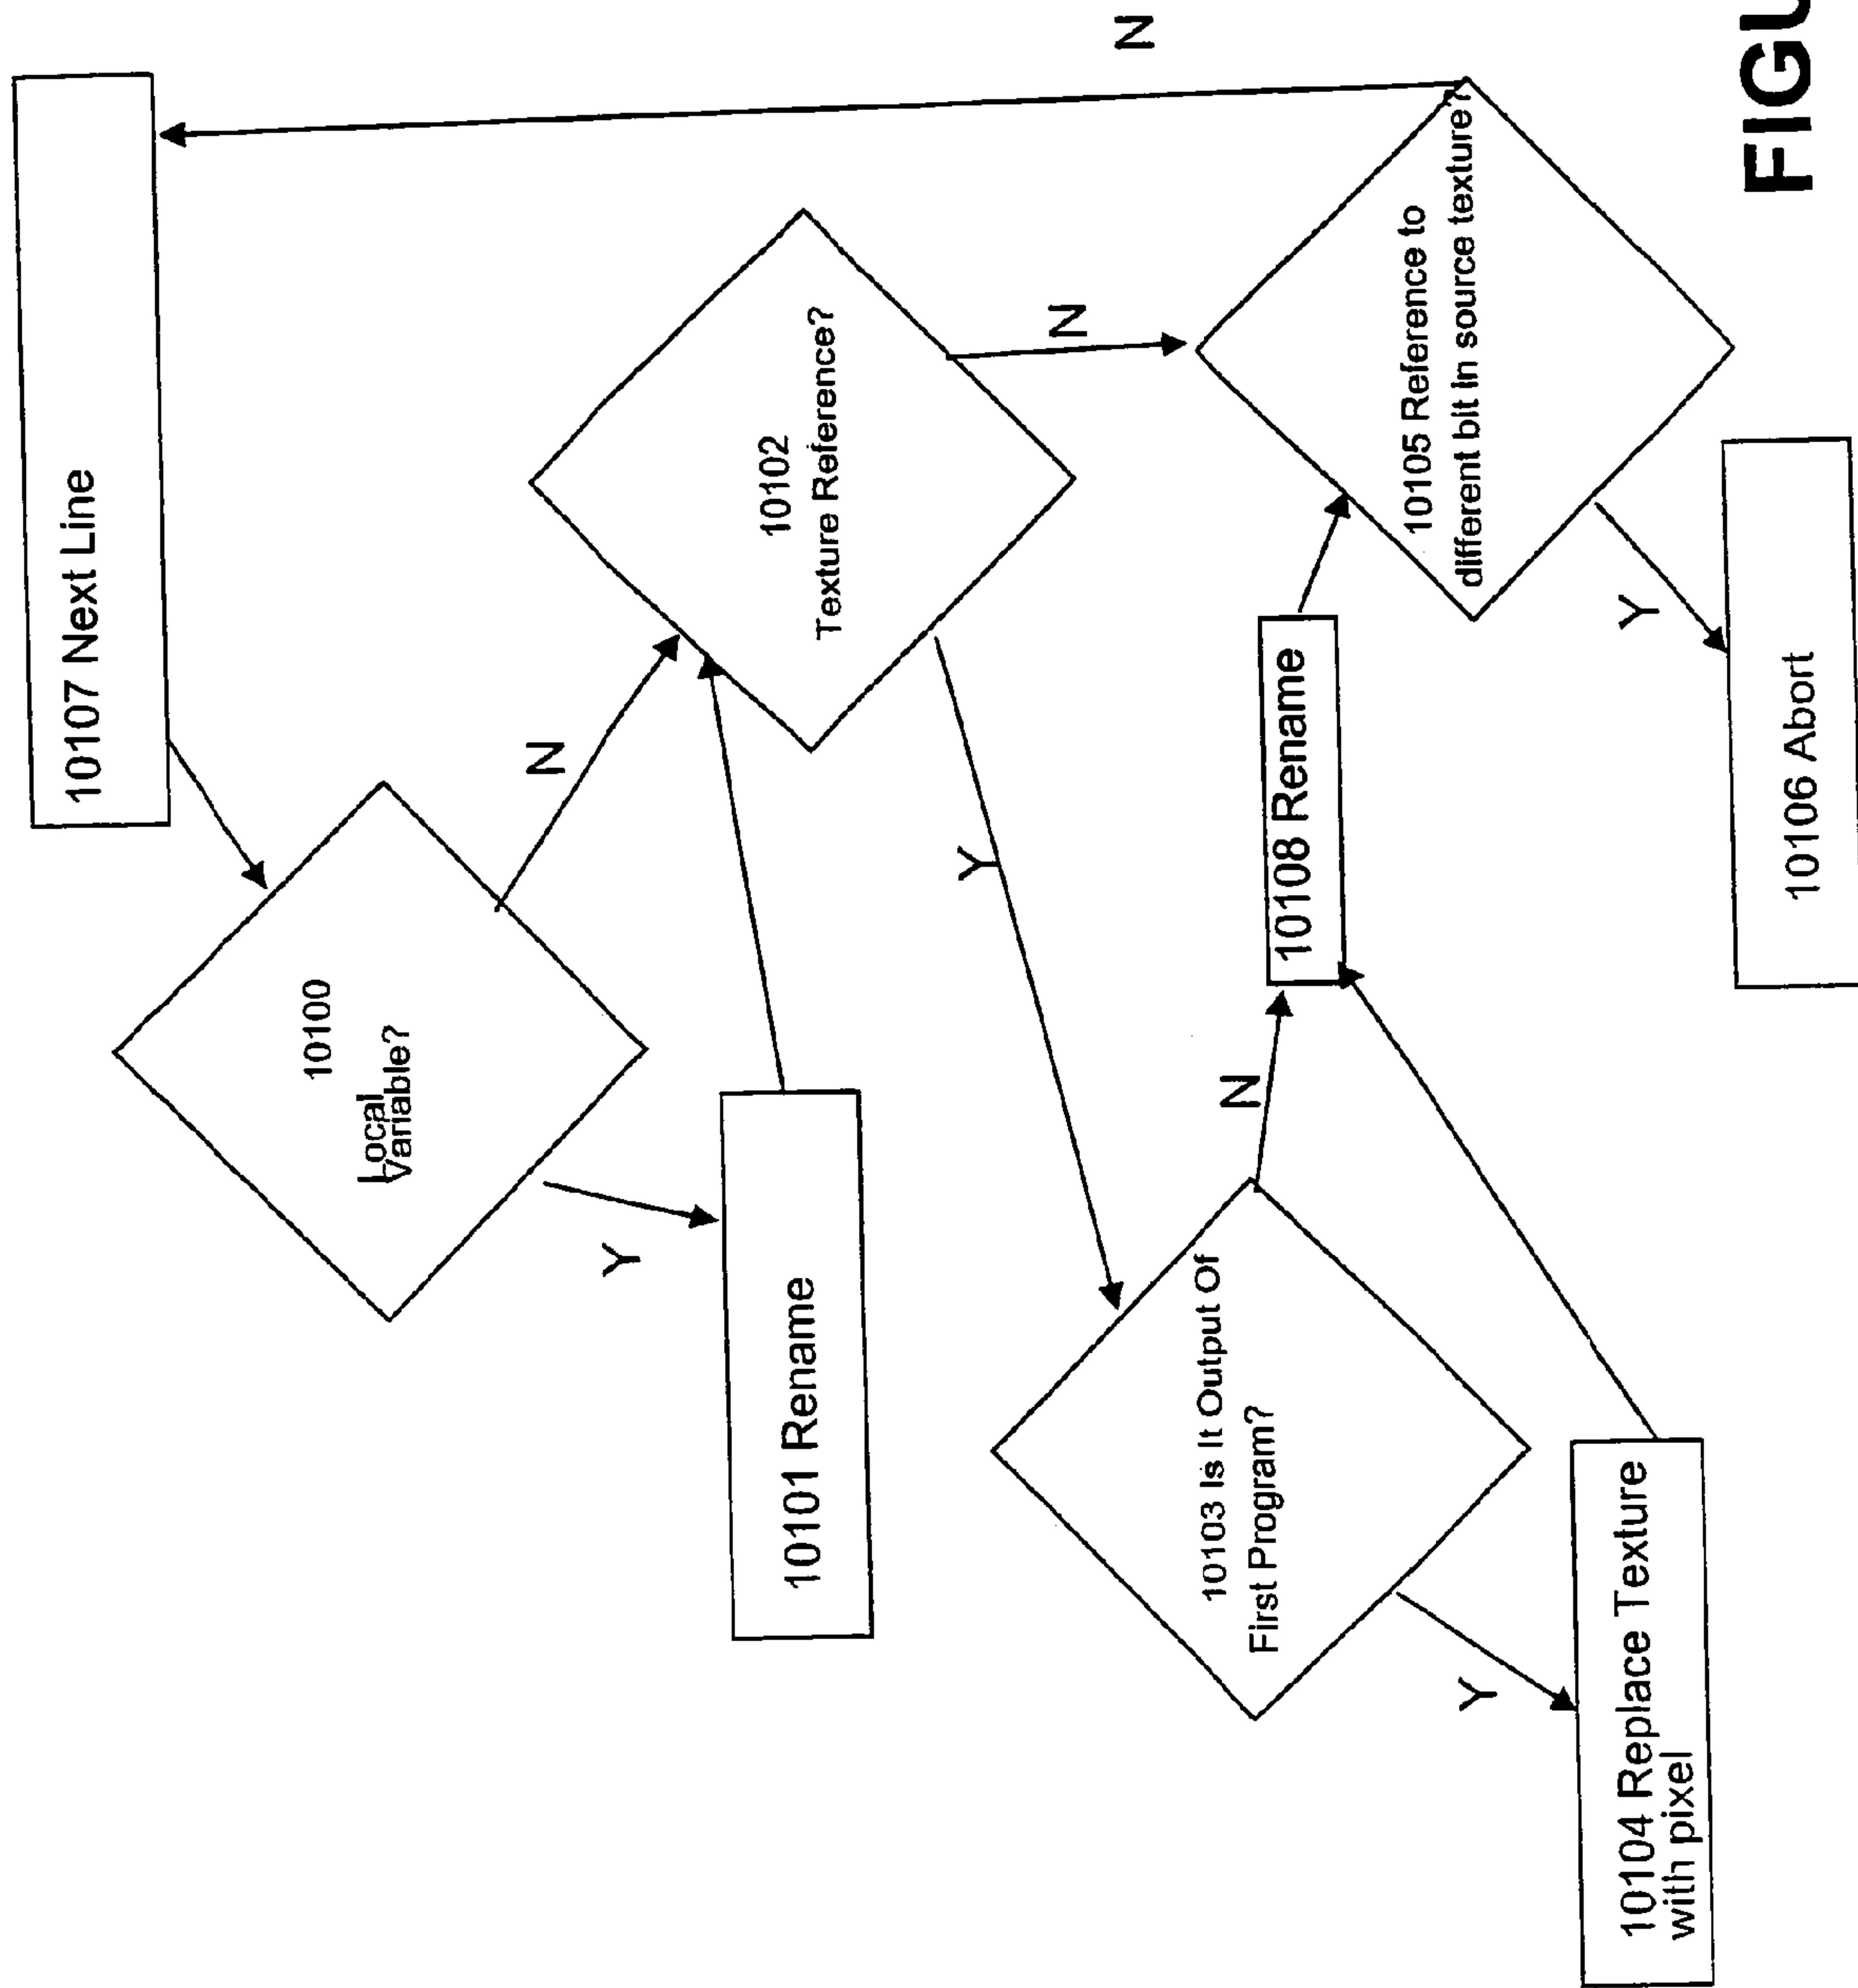 10107 Next Line
10100
Local
Variable?
N
Y
10101 Rename
10102
Texture Reference?
Y
N
10103 Is It Output Of
First Program?
N
Y
10104 Replace Texture
with pixel
10108 Rename
10105 Reference to
different bit in source texture?
N
Y
10106 Abort